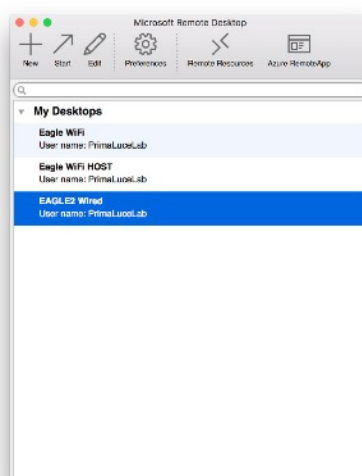 Microsoft Remote Desktop
New Start Edit Preferences Remote Resources Azure RemoteApp
My Desktops
Eagle WiFi
User name: PrimaLuceLab
Eagle WiFi HOST
User name: PrimaLuceLab
EAGLE2 Wired
User name: PrimaLuceLab